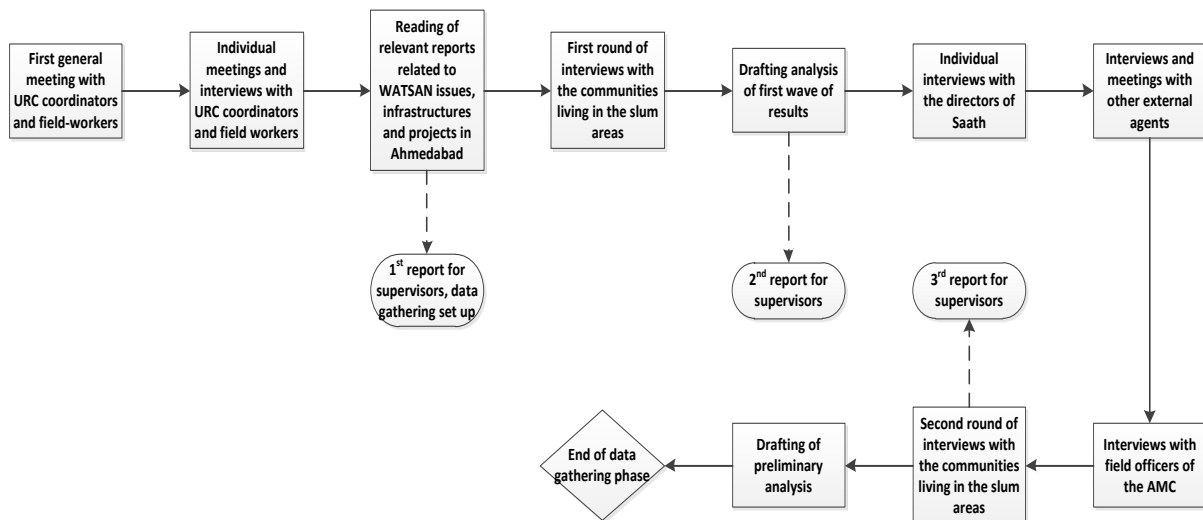 First general
meeting with
URC coordinators
and field-workers
Individual
meetings and
interviews with
URC coordinators
and field workers
Reading of
relevant reports
related to
WATSAN issues,
infrastructures
and projects in
Ahmedabad
First round of
interviews with
the communities
living in the slum
areas
Drafting analysis
of first wave of
results
Individual
interviews with
the directors of
Saath
Interviews and
meetings with
other external
agents
1st report for
supervisors, data
gathering set up
2nd report for
supervisors
3rd report for
supervisors
End of data
gathering phase
Drafting of
preliminary
analysis
Second round of
interviews with
the communities
living in the slum
areas
Interviews with
field officers of
the AMC